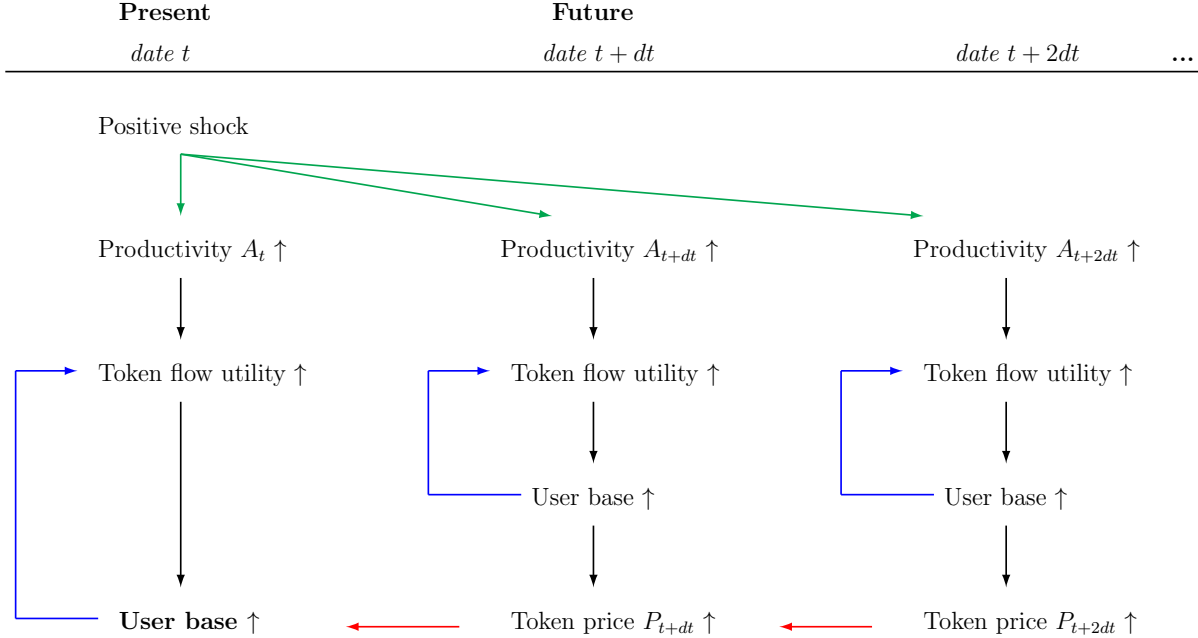 Present Future
date t date t + dt date t + 2dt ...
Positive shock
Productivity A_t ↑ Productivity A_{t+dt} ↑ Productivity A_{t+2dt} ↑
Token flow utility ↑ Token flow utility ↑ Token flow utility ↑
User base ↑ User base ↑
User base ↑ Token price P_{t+dt} ↑ Token price P_{t+2dt} ↑